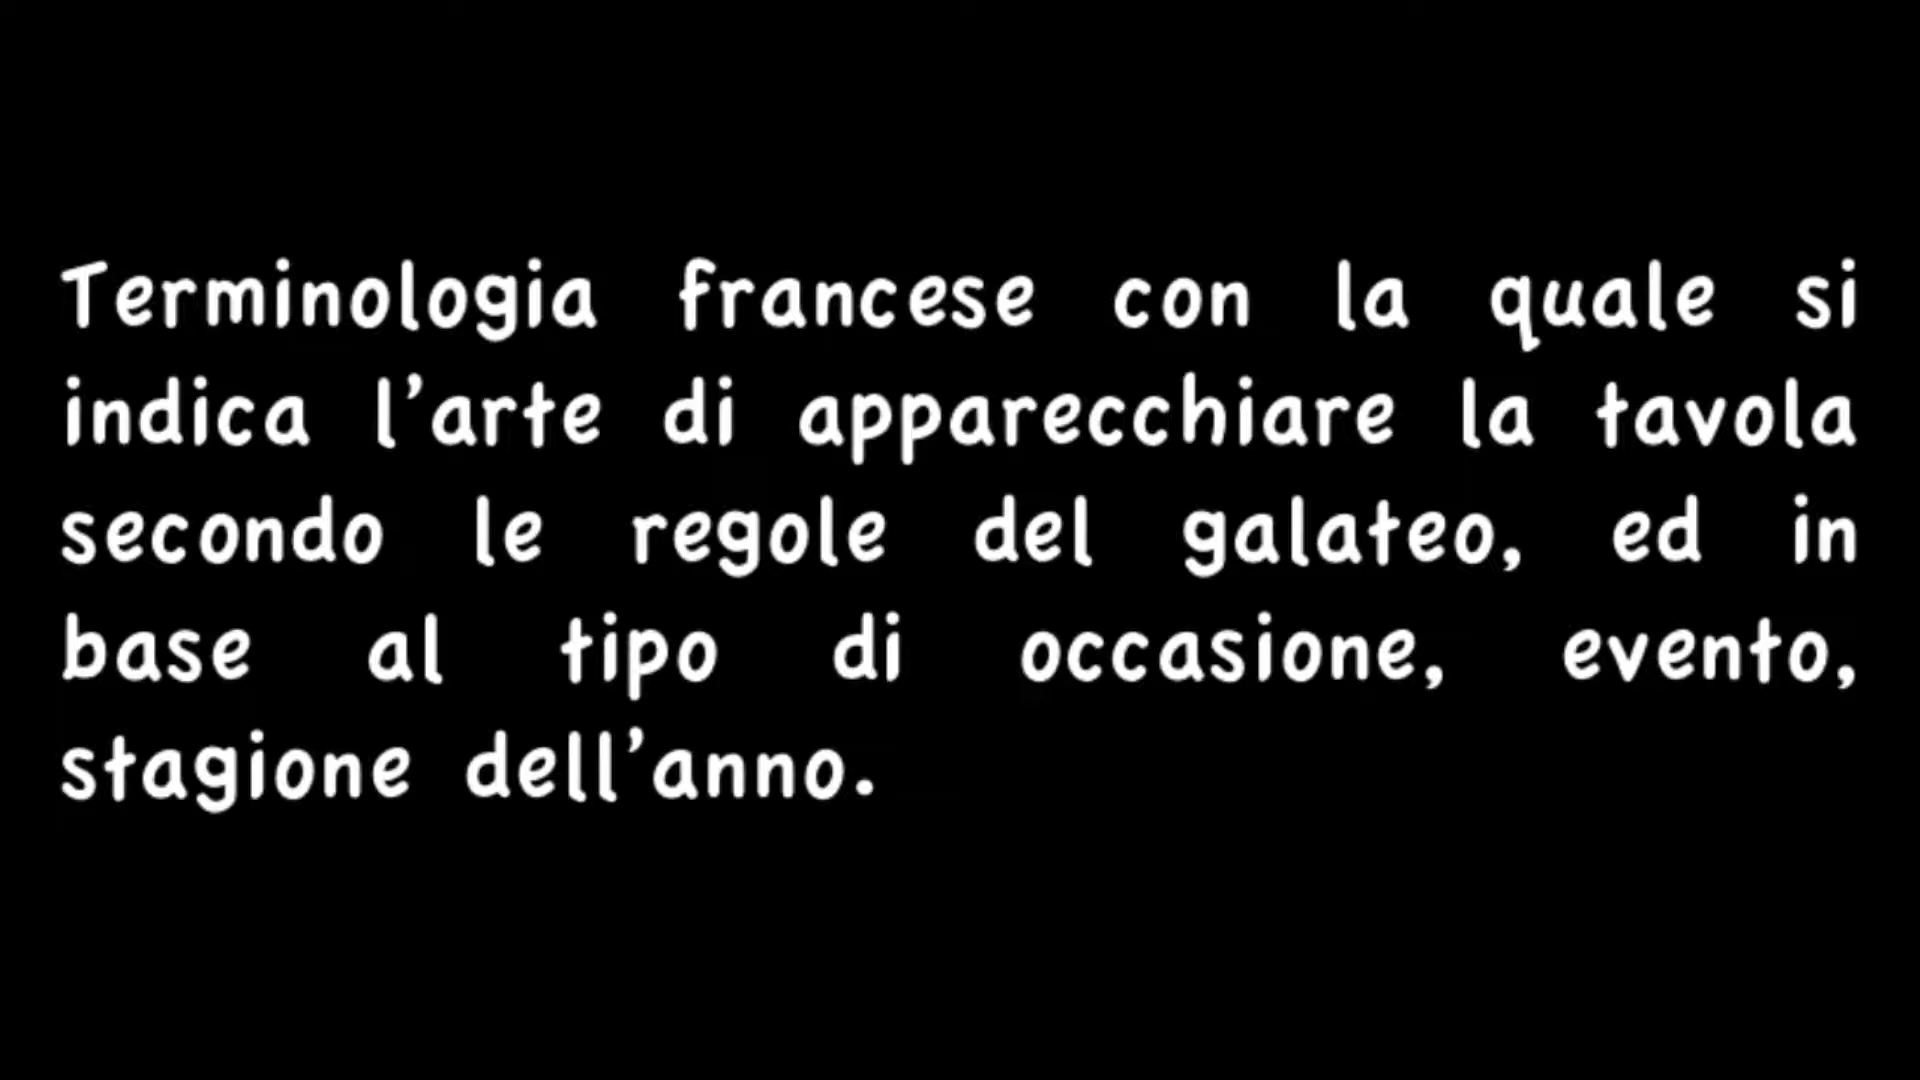 Terminologia francese con la quale si
indica l’arte di apparecchiare la tavola
secondo le regole del galateo, ed in
base al tipo di occasione, evento,
stagione dell’anno.